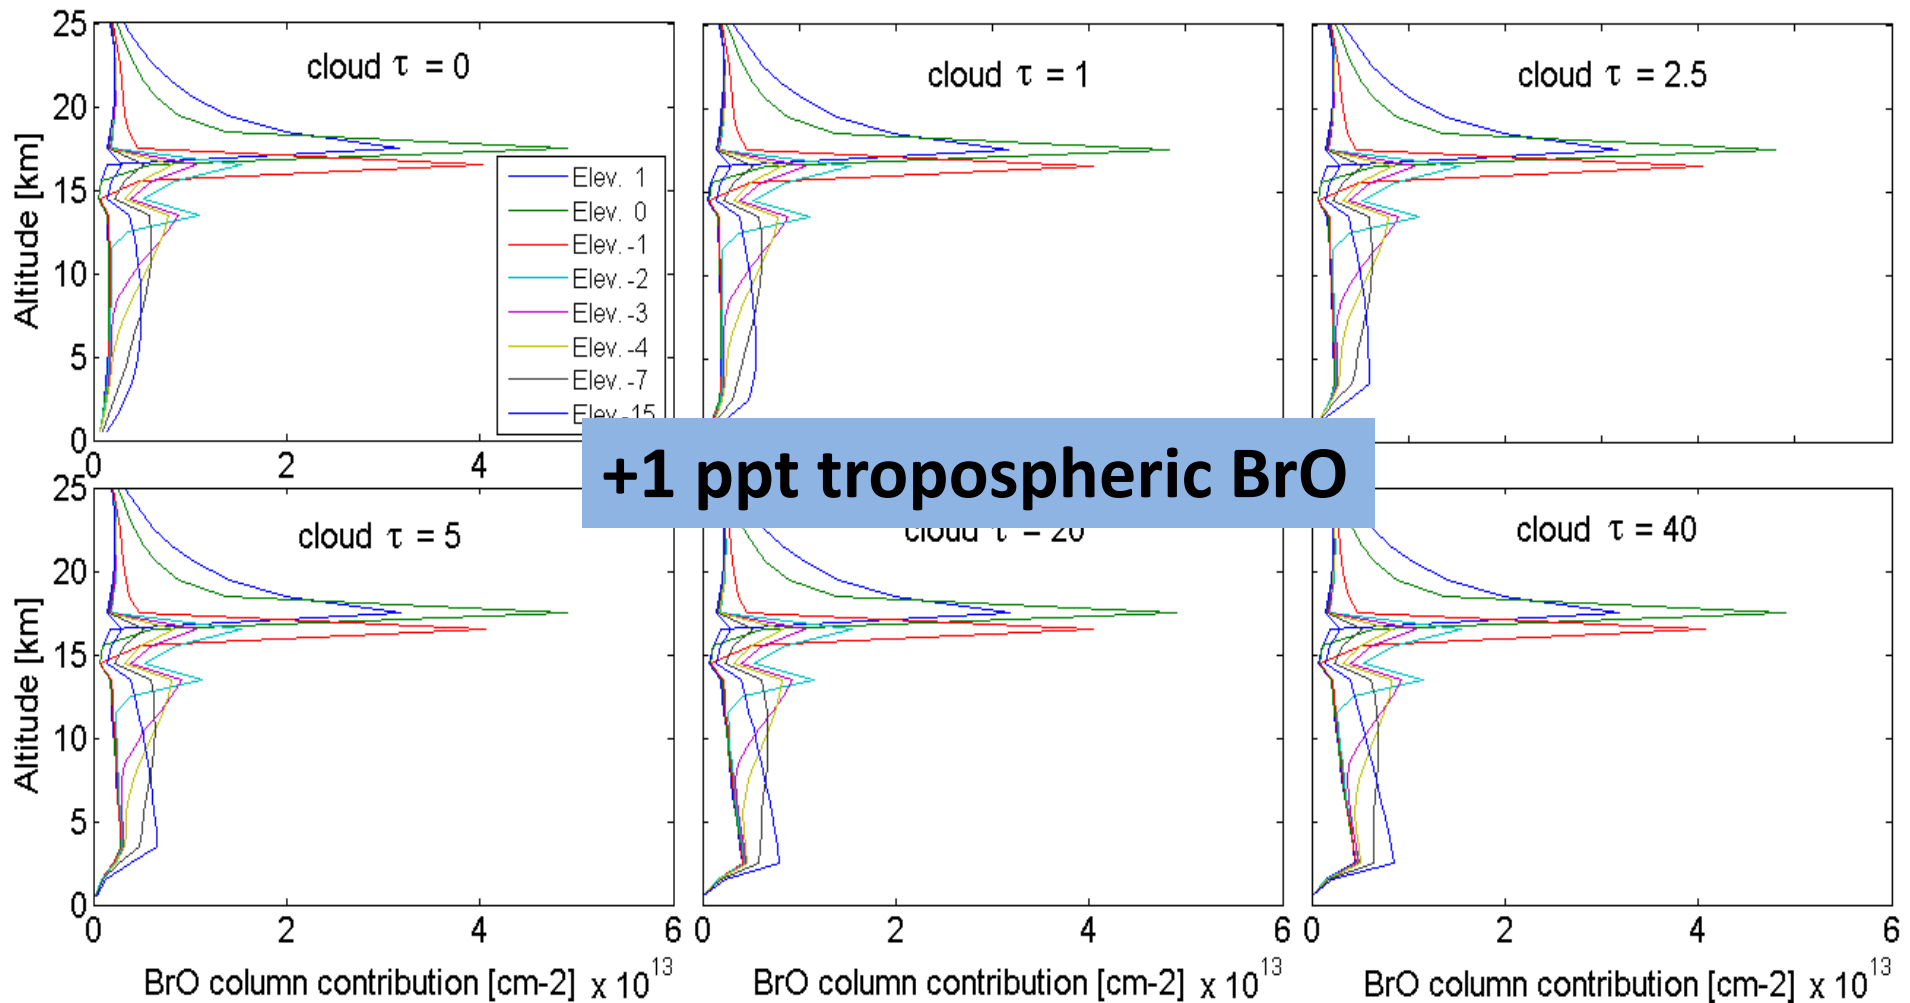 25
20
15
10
5
0
Altitude [km]
cloud τ = 0
Elev. 1
Elev. 0
Elev. -1
Elev. -2
Elev. -3
Elev. -4
Elev. -7
Elev.-15
0 2 4
cloud τ = 1
cloud τ = 2.5
+1 ppt tropospheric BrO
25
20
15
10
5
0
Altitude [km]
cloud τ = 5
0 2 4 6
BrO column contribution [cm-2] x 10^13
cloud τ = 20
0 2 4 6
BrO column contribution [cm-2] x 10^13
cloud τ = 40
0 2 4 6
BrO column contribution [cm-2] x 10^13